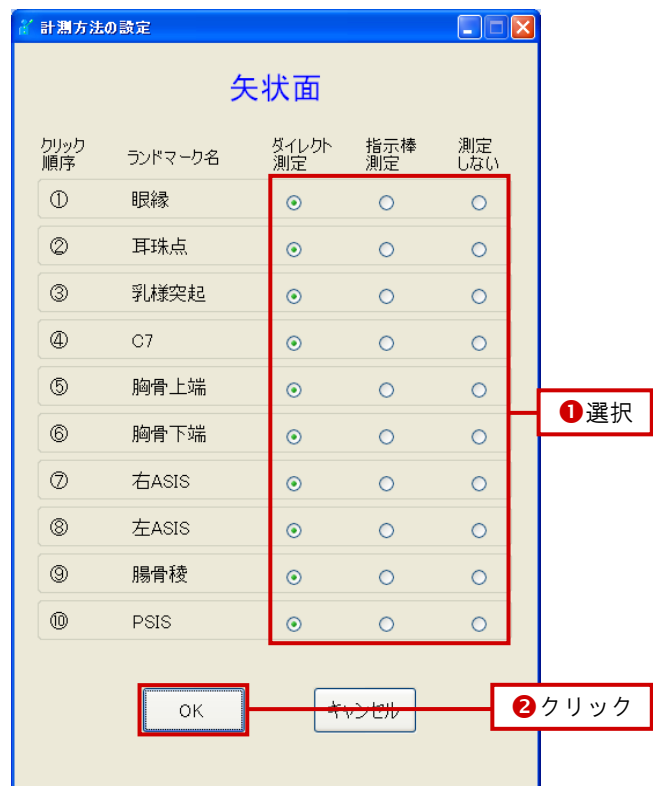 計測方法の設定
矢状面
クリック順序 ランドマーク名 ダイレクト測定 指示棒測定 測定しない
① 眼縁
② 耳珠点
③ 乳様突起
④ C7
⑤ 胸骨上端
⑥ 胸骨下端
⑦ 右ASIS
⑧ 左ASIS
⑨ 腸骨稜
⑩ PSIS
❶選択
OK キャンセル
❷クリック